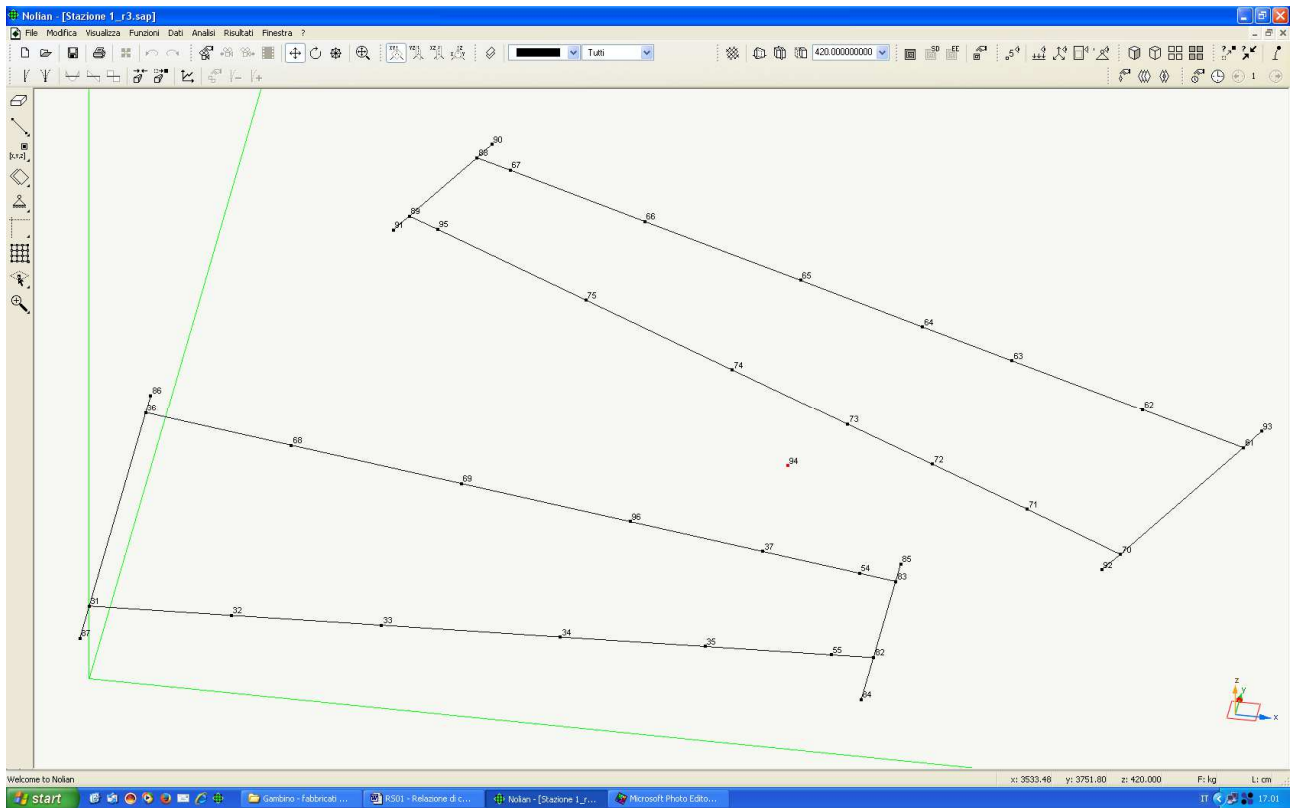 Nolian - [Stazione 1_r3.sap]
File Modifica Visualizza Funzioni Dati Analisi Risultati Finestra ?
Tutti
420.000000000
1
[x,y,z]
90
88
67
89
91
95
66
65
75
64
63
74
62
86
36
73
93
81
68
72
94
69
71
96
37
70
92
85
54
83
81
32
33
87
34
35
55
82
84
z
y
x
Welcome to Nolian
x: 3533.48 y: 3751.80 z: 420.000 F: kg L: cm
start
Gambino - fabbricati ...
RS01 - Relazione di c...
Nolian - [Stazione 1_r...
Microsoft Photo Edito...
IT
17.01